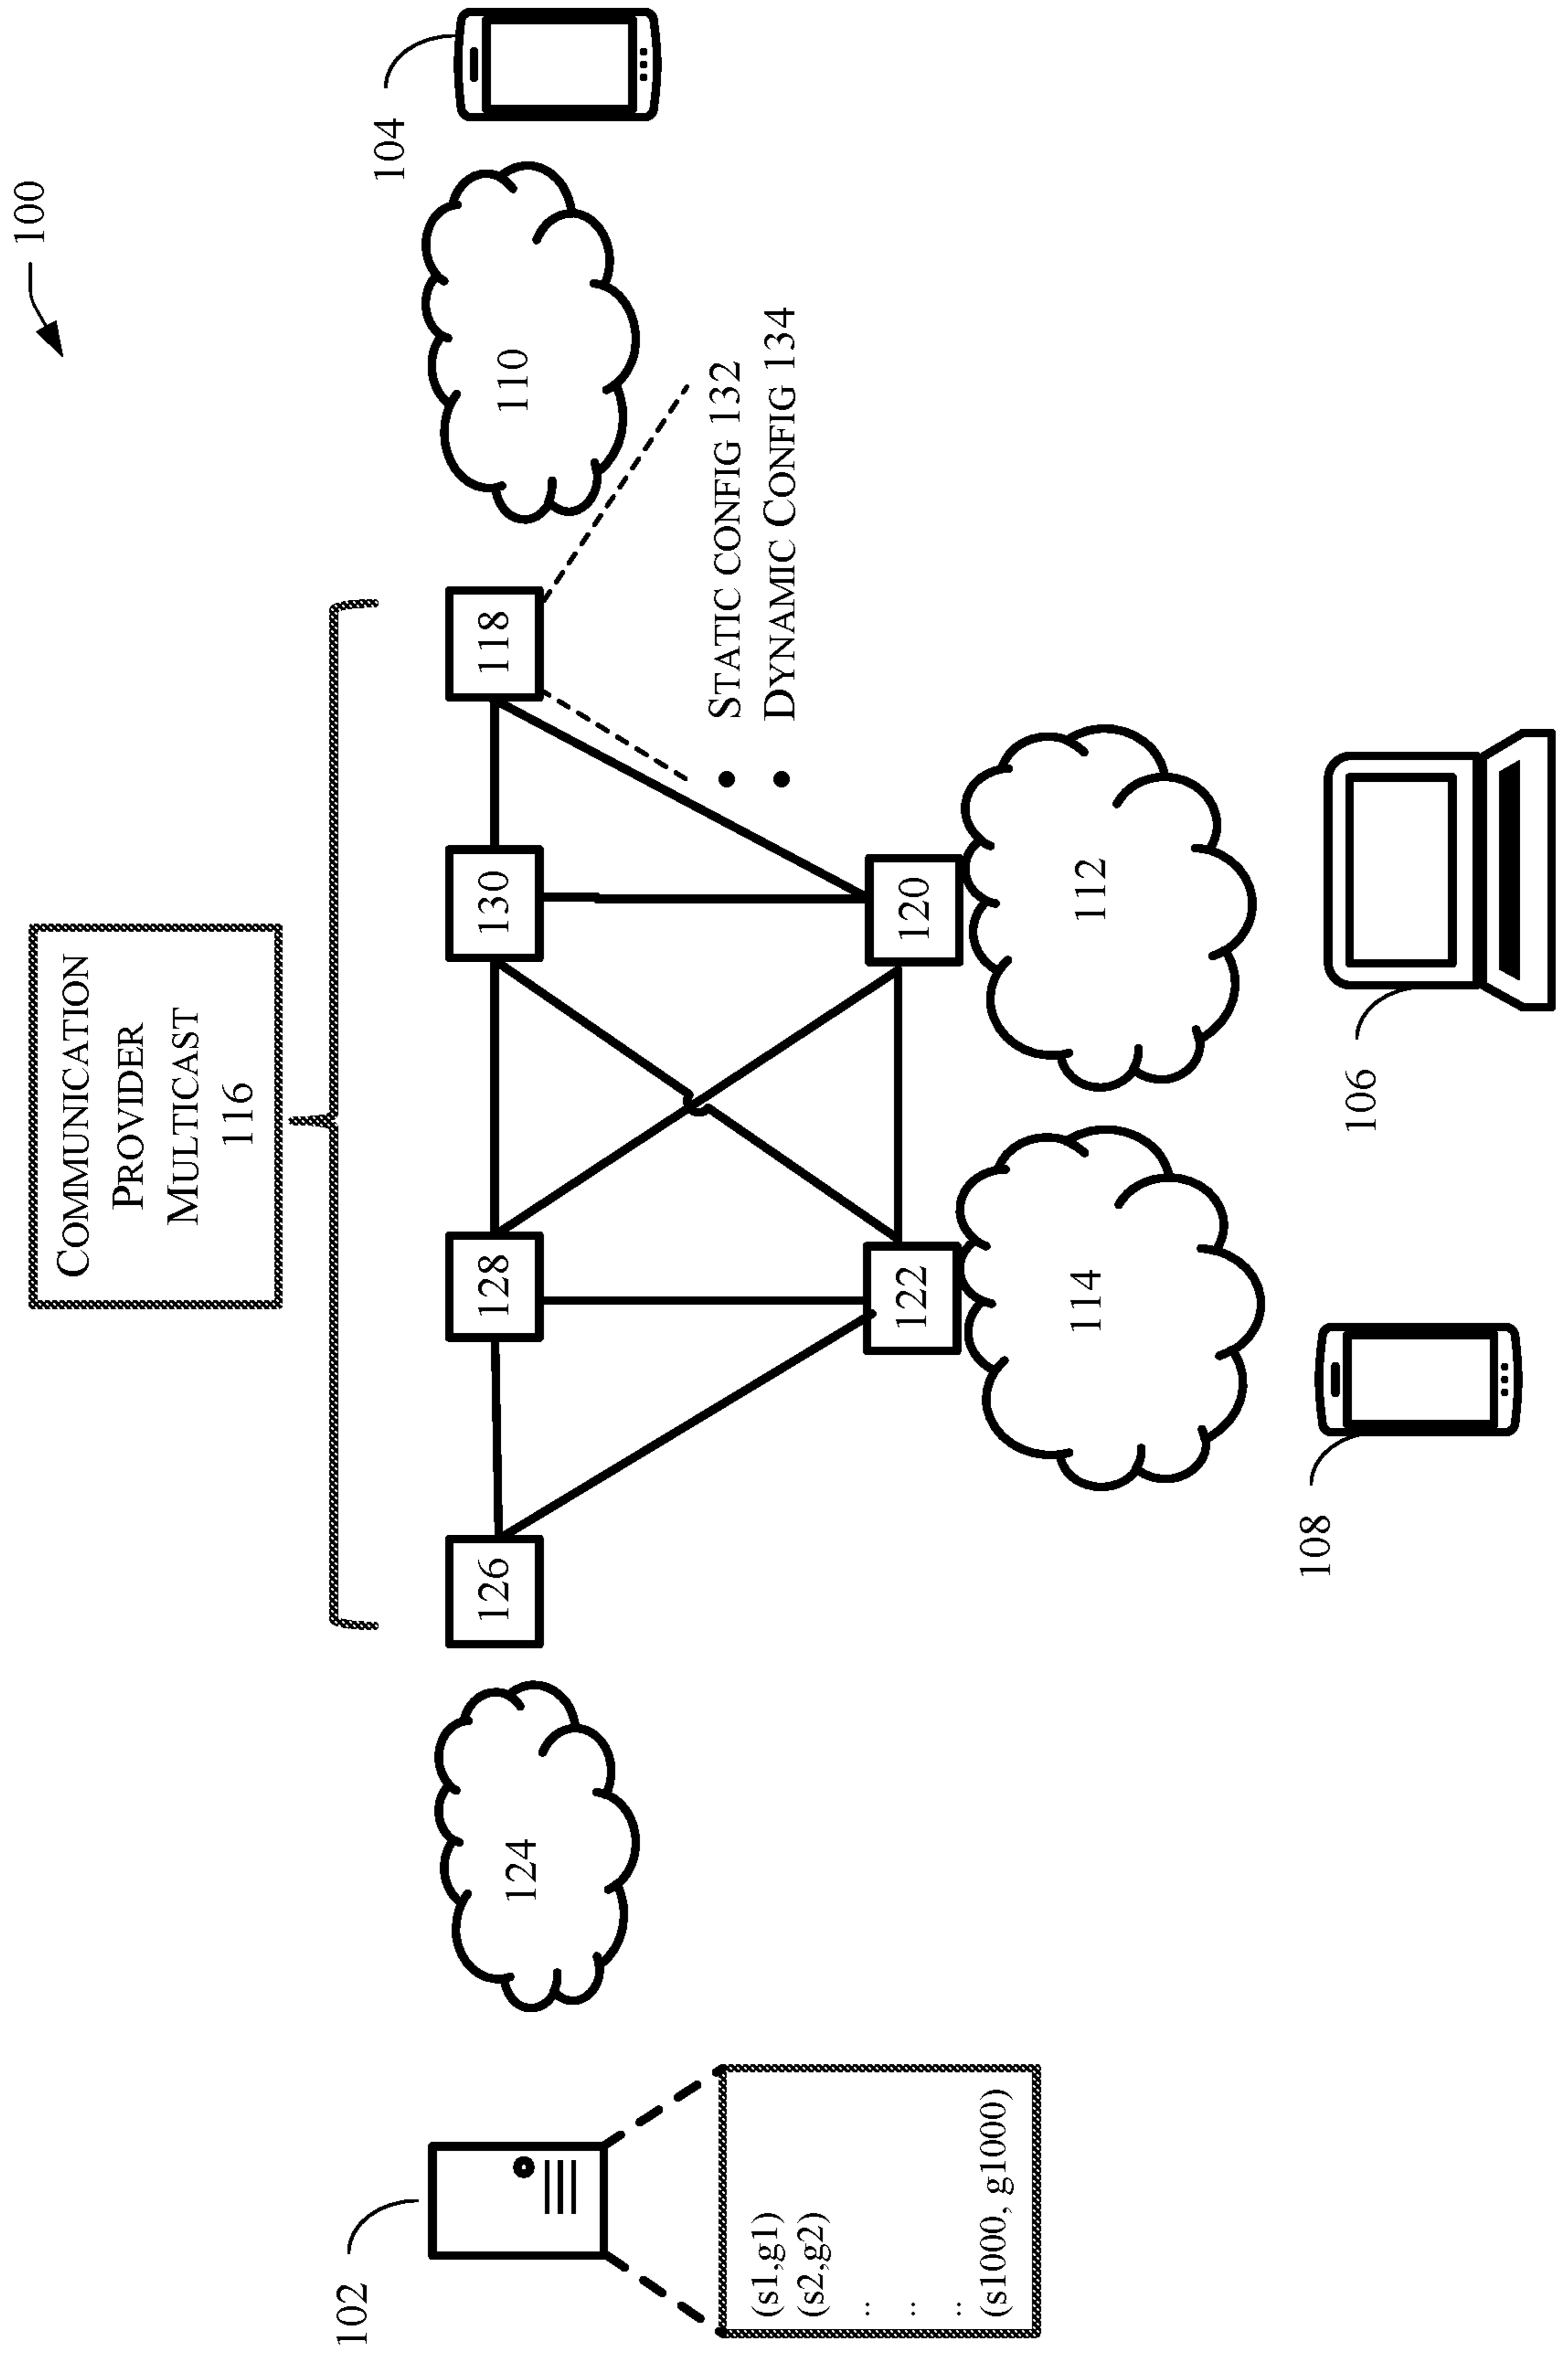 100
COMMUNICATION
PROVIDER
MULTICAST
116
102
124
126
128
130
118
110
104
(s1,g1)
(s2,g2)
:
:
:
(s1000, g1000)
• STATIC CONFIG 132
• DYNAMIC CONFIG 134
122
120
114
112
108
106